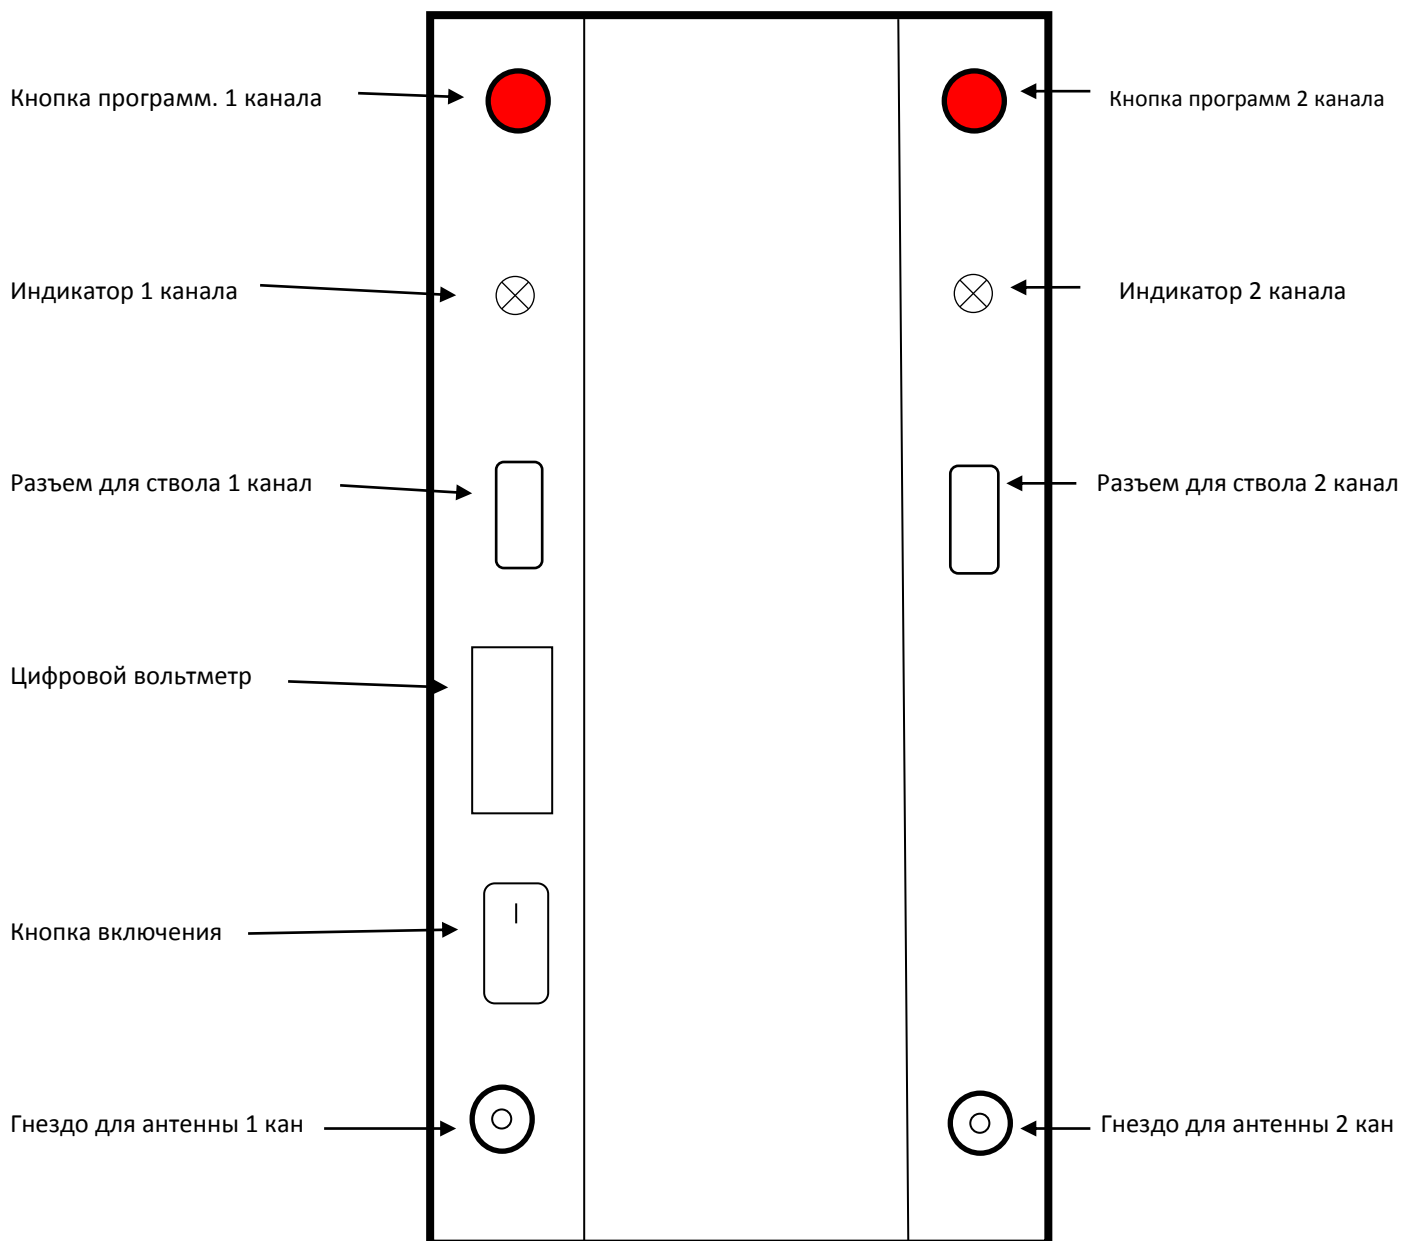 Кнопка программ. 1 канала
Кнопка программ 2 канала
Индикатор 1 канала
Индикатор 2 канала
Разъем для ствола 1 канал
Разъем для ствола 2 канал
Цифровой вольтметр
Кнопка включения
Гнездо для антенны 1 кан
Гнездо для антенны 2 кан